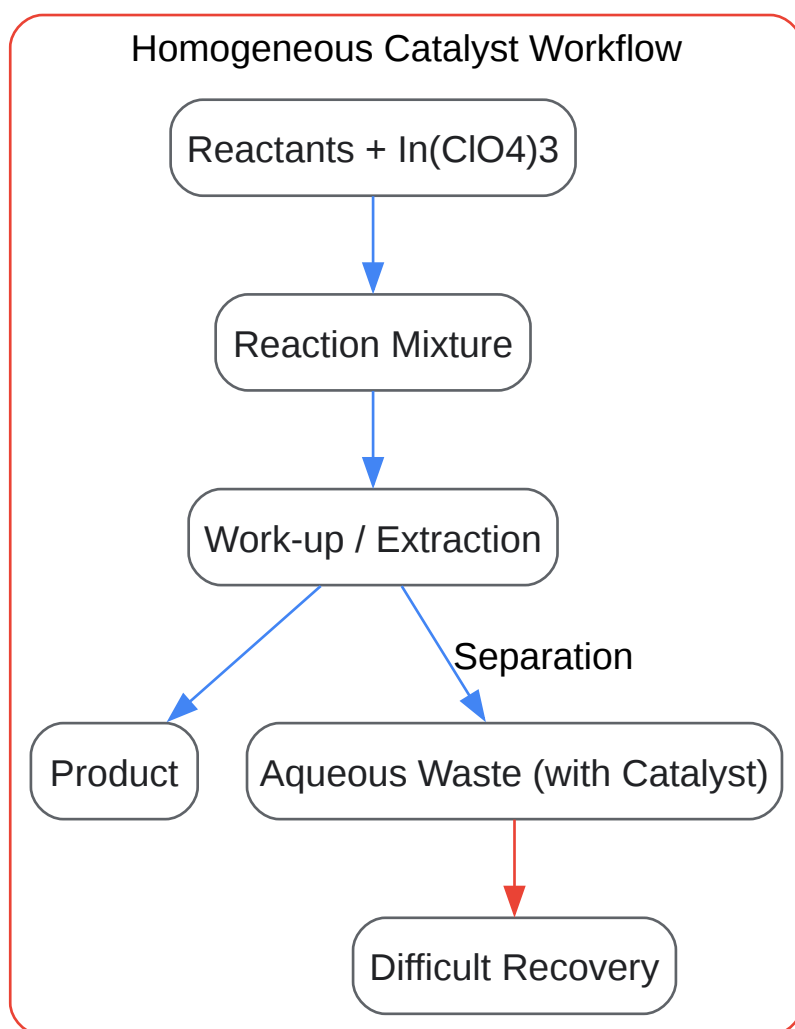 Homogeneous Catalyst Workflow
Reactants + In(ClO4)3
Reaction Mixture
Work-up / Extraction
Separation
Product
Aqueous Waste (with Catalyst)
Difficult Recovery